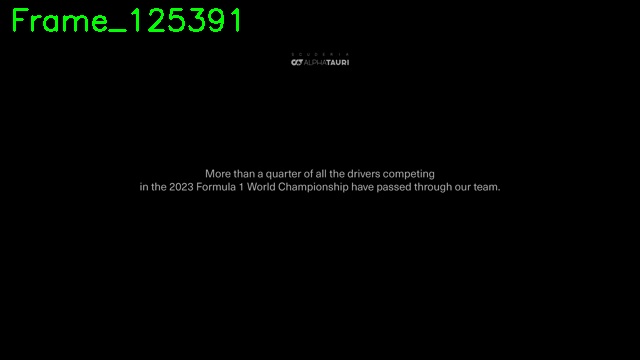 Frame_125391
SCUDERIA
ALPHATAURI
More than a quarter of all the drivers competing
in the 2023 Formula 1 World Championship have passed through our team.